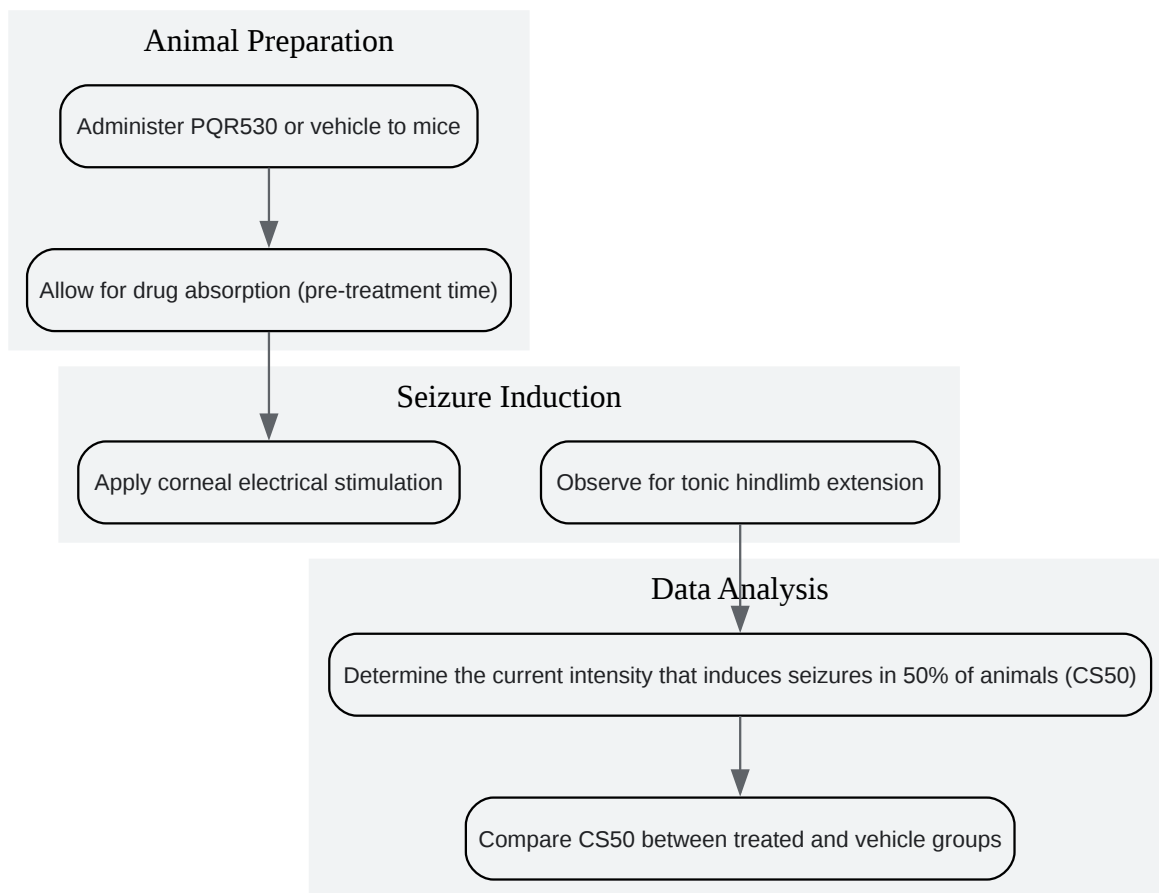 Animal Preparation
Administer PQR530 or vehicle to mice
Allow for drug absorption (pre-treatment time)
Seizure Induction
Apply corneal electrical stimulation
Observe for tonic hindlimb extension
Data Analysis
Determine the current intensity that induces seizures in 50% of animals (CS50)
Compare CS50 between treated and vehicle groups